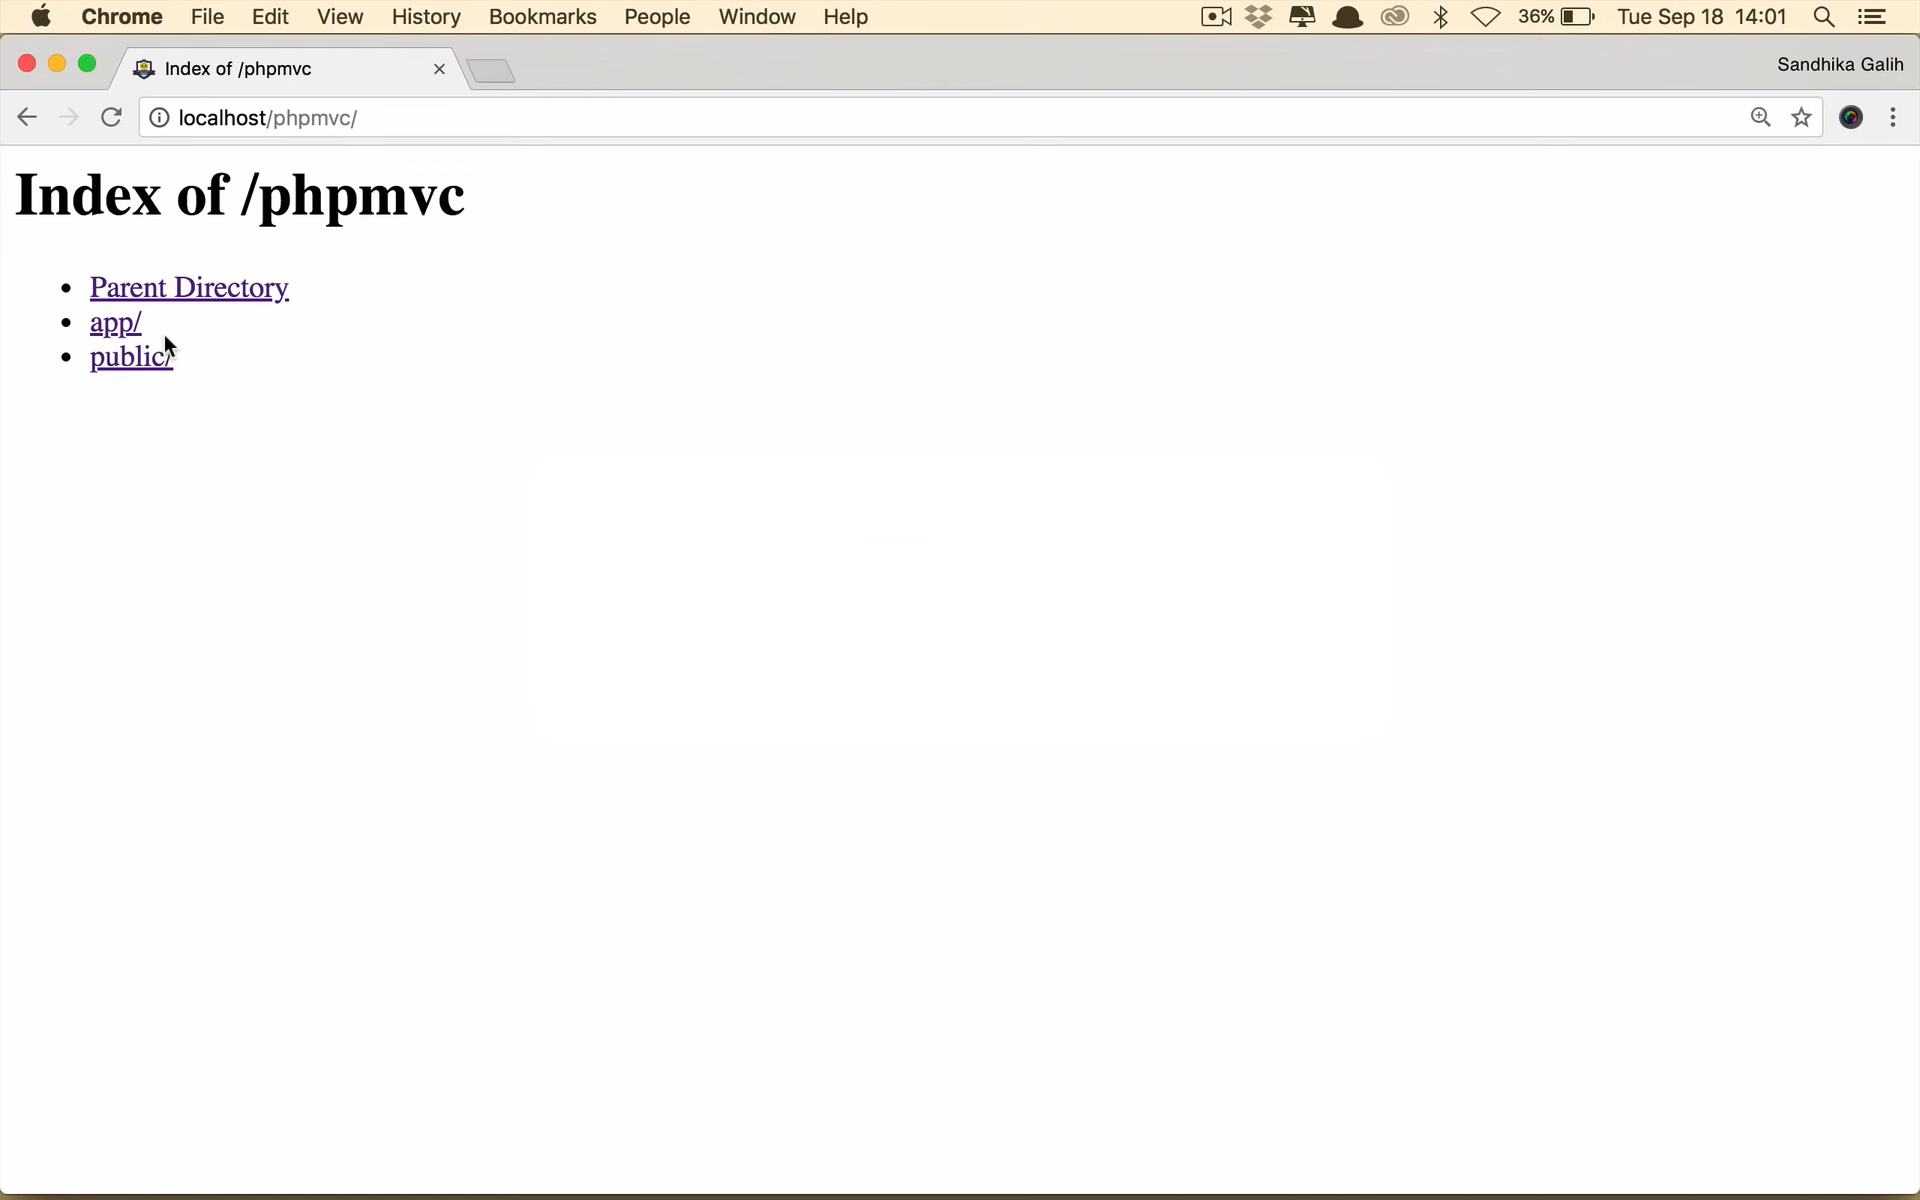 Chrome File Edit View History Bookmarks People Window Help 36% Tue Sep 18 14:01
Index of /phpmvc
Sandhika Galih
localhost/phpmvc/
Index of /phpmvc
Parent Directory
app/
public/